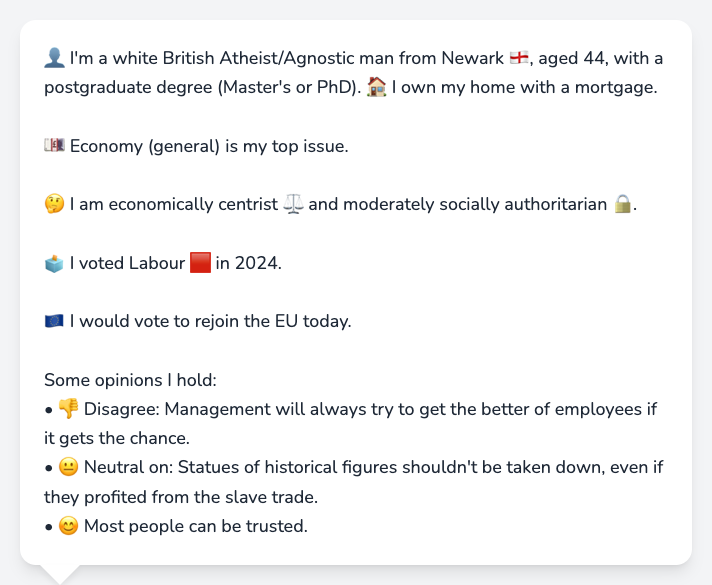 👤 I'm a white British Atheist/Agnostic man from Newark 🏴󠁧󠁢󠁥󠁮󠁧󠁿, aged 44, with a
postgraduate degree (Master's or PhD). 🏠 I own my home with a mortgage.
💷 Economy (general) is my top issue.
🤔 I am economically centrist ⚖️ and moderately socially authoritarian 🔒.
🗳️ I voted Labour 🟥 in 2024.
🇪🇺 I would vote to rejoin the EU today.
Some opinions I hold:
• 👎 Disagree: Management will always try to get the better of employees if
it gets the chance.
• 😐 Neutral on: Statues of historical figures shouldn't be taken down, even if
they profited from the slave trade.
• 😊 Most people can be trusted.